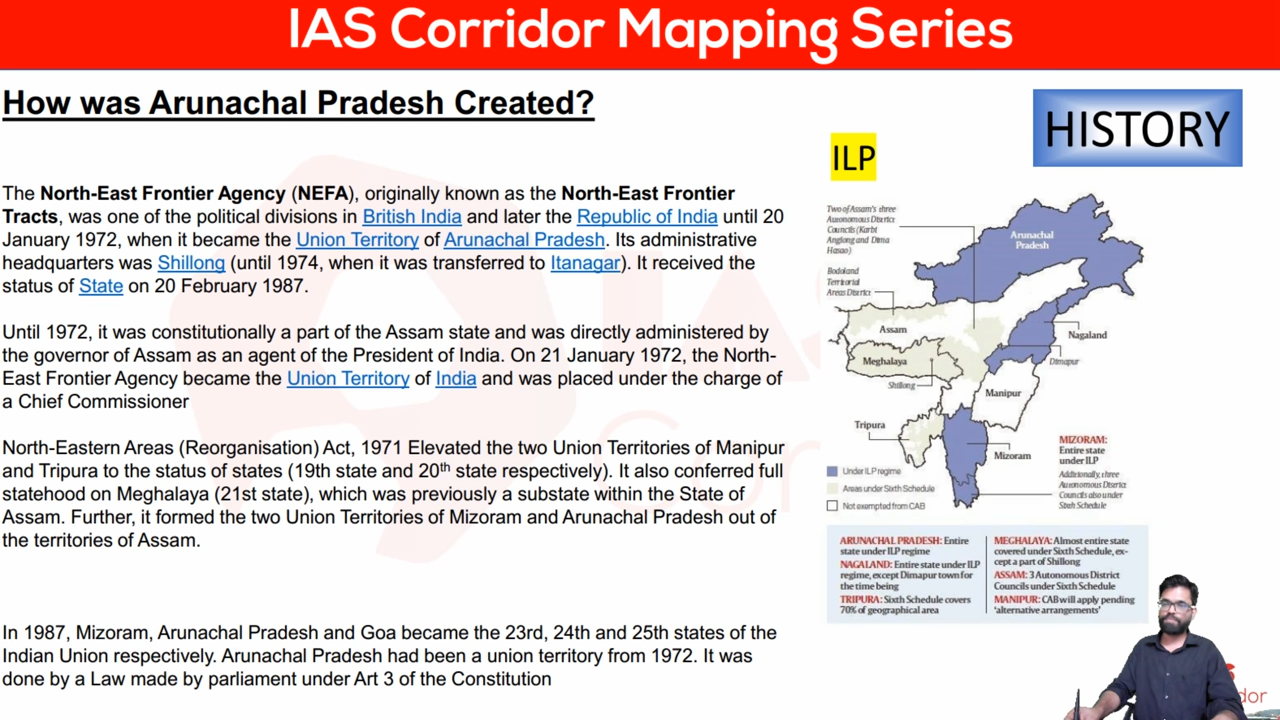 IAS Corridor Mapping Series
How was Arunachal Pradesh Created?
HISTORY
ILP
The North-East Frontier Agency (NEFA), originally known as the North-East Frontier
Tracts, was one of the political divisions in British India and later the Republic of India until 20
January 1972, when it became the Union Territory of Arunachal Pradesh. Its administrative
headquarters was Shillong (until 1974, when it was transferred to Itanagar). It received the
status of State on 20 February 1987.
Until 1972, it was constitutionally a part of the Assam state and was directly administered by
the governor of Assam as an agent of the President of India. On 21 January 1972, the North-
East Frontier Agency became the Union Territory of India and was placed under the charge of
a Chief Commissioner
North-Eastern Areas (Reorganisation) Act, 1971 Elevated the two Union Territories of Manipur
and Tripura to the status of states (19th state and 20th state respectively). It also conferred full
statehood on Meghalaya (21st state), which was previously a substate within the State of
Assam. Further, it formed the two Union Territories of Mizoram and Arunachal Pradesh out of
the territories of Assam.
In 1987, Mizoram, Arunachal Pradesh and Goa became the 23rd, 24th and 25th states of the
Indian Union respectively. Arunachal Pradesh had been a union territory from 1972. It was
done by a Law made by parliament under Art 3 of the Constitution
Two of Assam's three
Autonomous District
Councils (Karbi
Anglong and Dima
Hasao)
Bodoland
Territorial
Areas District
Arunachal
Pradesh
Assam
Nagaland
Meghalaya
Dimapur
Shillong
Manipur
Tripura
Mizoram
MIZORAM:
Entire state
under ILP
Additionally, three
Autonomous District
Councils also under
Sixth Schedule
Under ILP regime
Areas under Sixth Schedule
Not exempted from CAB
ARUNACHAL PRADESH: Entire
state under ILP regime
NAGALAND: Entire state under ILP
regime, except Dimapur town for
the time being
TRIPURA: Sixth Schedule covers
70% of geographical area
MEGHALAYA: Almost entire state
covered under Sixth Schedule, ex-
cept a part of Shillong
ASSAM: 3 Autonomous District
Councils under Sixth Schedule
MANIPUR: CAB will apply pending
'alternative arrangements'